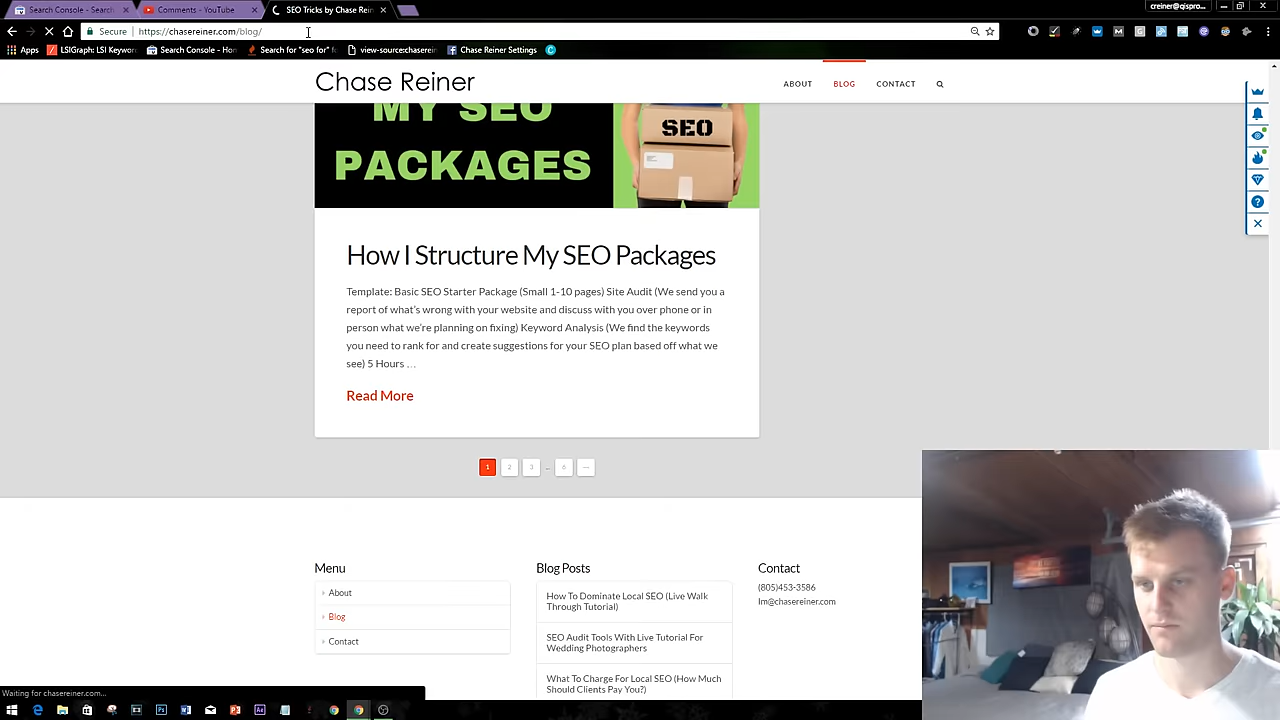 Search Console - Search
Comments - YouTube
SEO Tricks by Chase Rein
creiner@qispro...
Secure
https://chasereiner.com/blog/
Apps
LSIGraph: LSI Keywor
Search Console - Hon
Search for "seo for" f
view-source:chaserein
Chase Reiner Settings
Chase Reiner
ABOUT
BLOG
CONTACT
MY SEO
PACKAGES
SEO
How I Structure My SEO Packages
Template: Basic SEO Starter Package (Small 1-10 pages) Site Audit (We send you a
report of what's wrong with your website and discuss with you over phone or in
person what we're planning on fixing) Keyword Analysis (We find the keywords
you need to rank for and create suggestions for your SEO plan based off what we
see) 5 Hours …
Read More
1 2 3 ... 6
Menu
About
Blog
Contact
Blog Posts
How To Dominate Local SEO (Live Walk
Through Tutorial)
SEO Audit Tools With Live Tutorial For
Wedding Photographers
What To Charge For Local SEO (How Much
Should Clients Pay You?)
Contact
(805)453-3586
Im@chasereiner.com
Waiting for chasereiner.com...